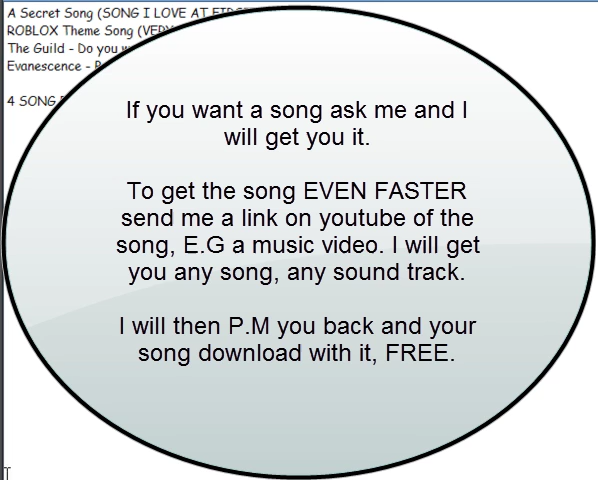 A Secret Song (SONG I LOVE AT
ROBLOX Theme Song
The Guild - Do you
Evanescence -
4 SONG
If you want a song ask me and I
will get you it.
To get the song EVEN FASTER
send me a link on youtube of the
song, E.G a music video. I will get
you any song, any sound track.
I will then P.M you back and your
song download with it, FREE.